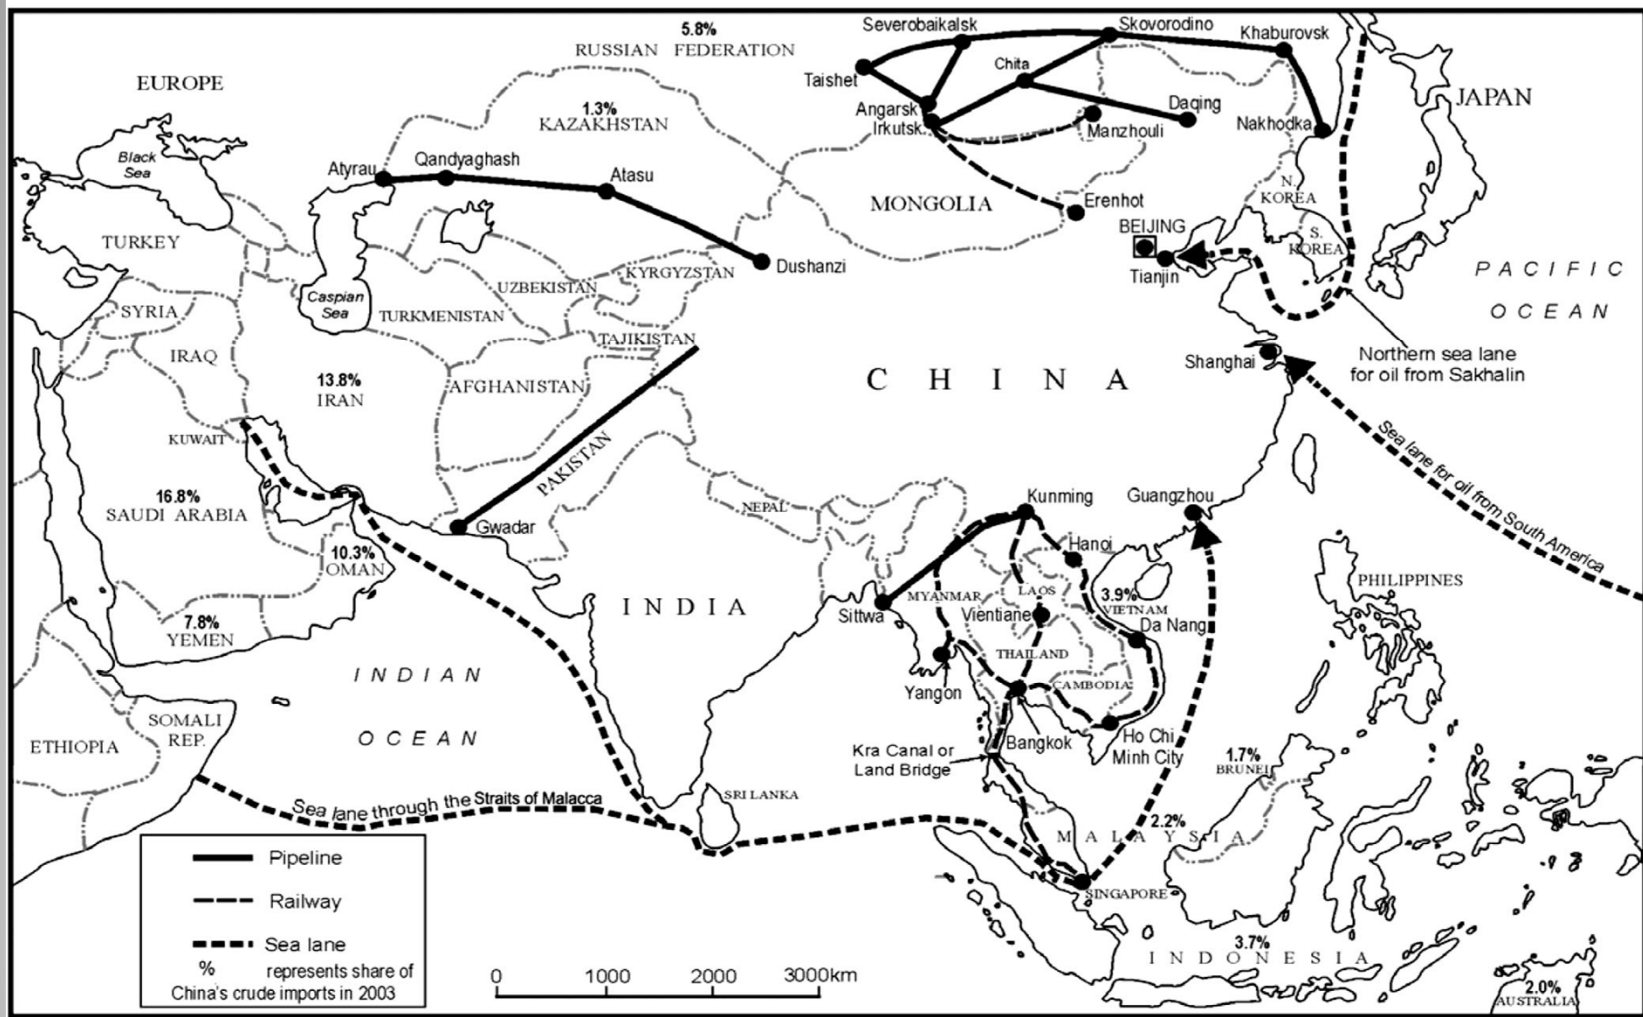 5.8%
RUSSIAN FEDERATION
Severobaikalsk
Skovorodino
Khaburovsk
EUROPE
Taishet
Chita
JAPAN
1.3%
KAZAKHSTAN
Angarsk
Irkutsk
Daqing
Manzhouli
Nakhodka
Black
Sea
Atyrau
Qandyaghash
Atasu
MONGOLIA
Erenhot
N.
KOREA
BEIJING
TURKEY
S.
KOREA
Tianjin
Dushanzi
PACIFIC
OCEAN
KYRGYZSTAN
UZBEKISTAN
Caspian
Sea
SYRIA
TURKMENISTAN
TAJIKISTAN
IRAQ
Shanghai
Northern sea lane
for oil from Sakhalin
13.8%
IRAN
AFGHANISTAN
CHINA
KUWAIT
PAKISTAN
Sea lane for oil from South America
16.8%
SAUDI ARABIA
Gwadar
NEPAL
Kunming
Guangzhou
10.3%
OMAN
Hanoi
PHILIPPINES
INDIA
Sittwa
MYANMAR
LAOS
3.9%
VIETNAM
7.8%
YEMEN
Vientiane
Da Nang
THAILAND
INDIAN
OCEAN
Yangon
CAMBODIA
SOMALI
REP.
ETHIOPIA
Bangkok
Ho Chi
Minh City
Kra Canal or
Land Bridge
1.7%
BRUNEI
Sea lane through the Straits of Malacca
SRI LANKA
2.2%
MALAYSIA
SINGAPORE
3.7%
INDONESIA
2.0%
AUSTRALIA
Pipeline
Railway
Sea lane
% represents share of
China's crude imports in 2003
0 1000 2000 3000km